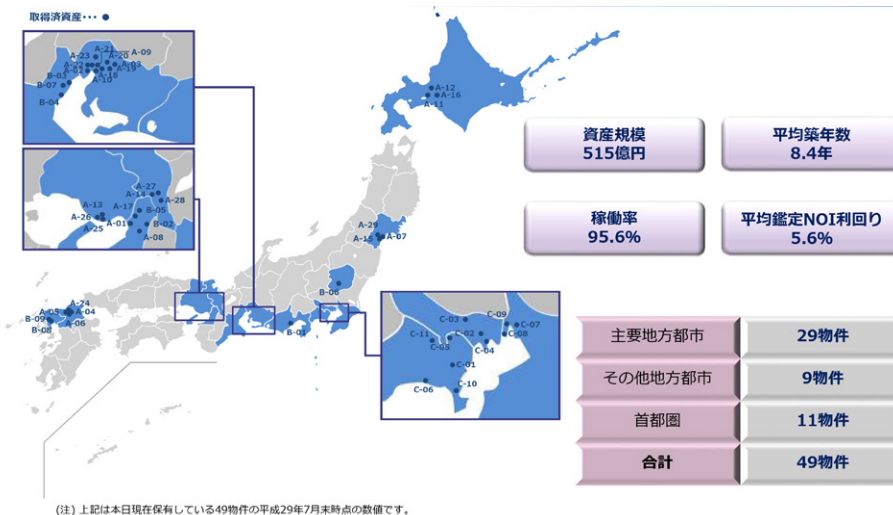 取得済資産･･･ ●
A-21
A-09
A-23
A-20
A-22
A-03
A-02
A-18
A-19
A-10
B-03
B-07
B-04
A-12
A-16
A-11
A-27
A-14
A-28
A-13
A-17
B-05
A-26
A-01
B-02
A-25
A-08
A-29
A-15
A-07
B-06
A-24
A-05
A-04
B-09
A-06
B-08
B-01
C-03
C-09
C-07
C-11
C-02
C-08
C-05
C-04
C-01
C-06
C-10
資産規模
515億円
平均築年数
8.4年
稼働率
95.6%
平均鑑定NOI利回り
5.6%
主要地方都市 29物件
その他地方都市 9物件
首都圏 11物件
合計 49物件
(注) 上記は本日現在保有している49物件の平成29年7月末時点の数値です。